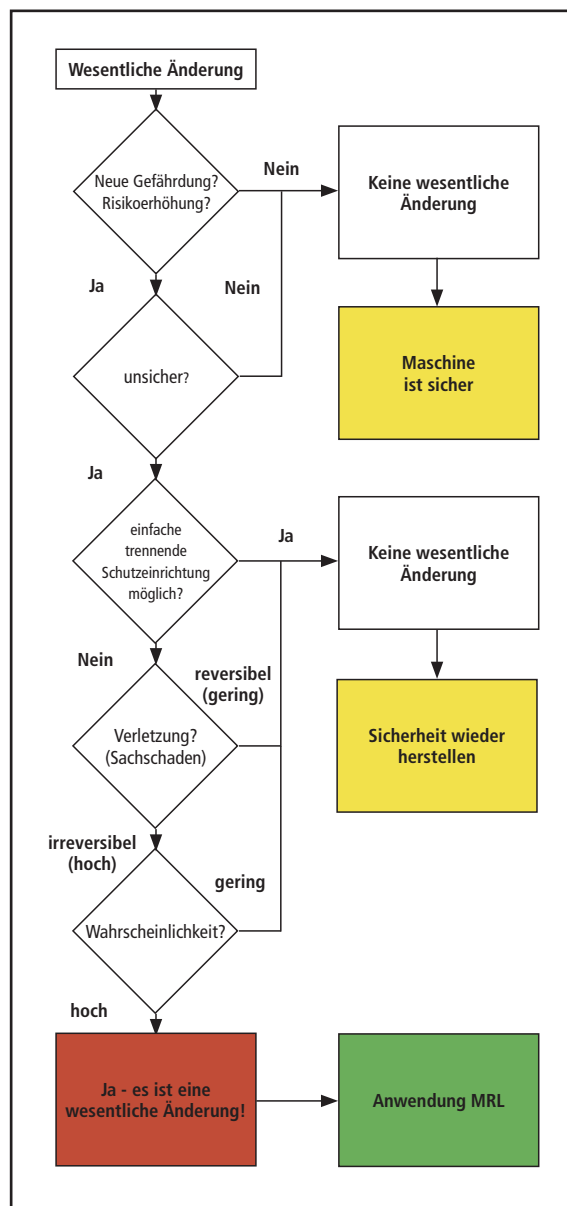 Wesentliche Änderung
Neue Gefährdung?
Risikoerhöhung?
Nein
Keine wesentliche
Änderung
Ja
Nein
unsicher?
Maschine
ist sicher
Ja
einfache
trennende
Schutzeinrichtung
möglich?
Ja
Keine wesentliche
Änderung
Nein
reversibel
(gering)
Verletzung?
(Sachschaden)
Sicherheit wieder
herstellen
irreversibel
(hoch)
gering
Wahrscheinlichkeit?
hoch
Ja - es ist eine
wesentliche Änderung!
Anwendung MRL